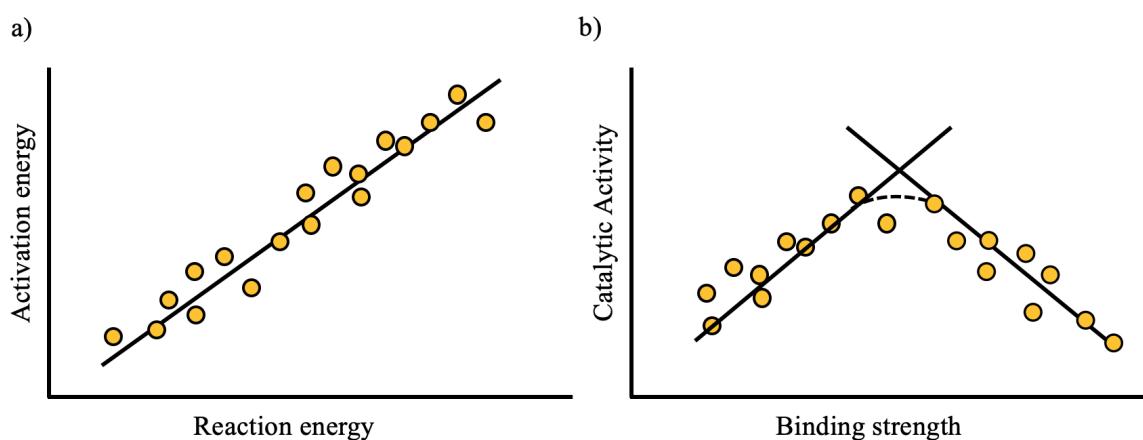 a)
Activation energy
Reaction energy
b)
Catalytic Activity
Binding strength